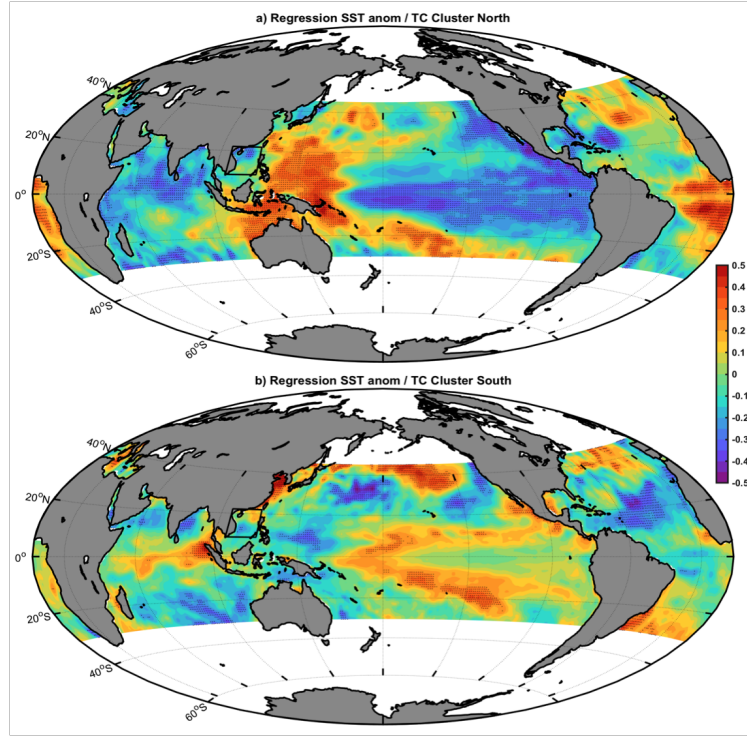 a) Regression SST anom / TC Cluster North
40°N
20°N
0°
20°S
40°S
60°S
0.5
0.4
0.3
0.2
0.1
0
-0.1
-0.2
-0.3
-0.4
-0.5
b) Regression SST anom / TC Cluster South
40°N
20°N
0°
20°S
40°S
60°S